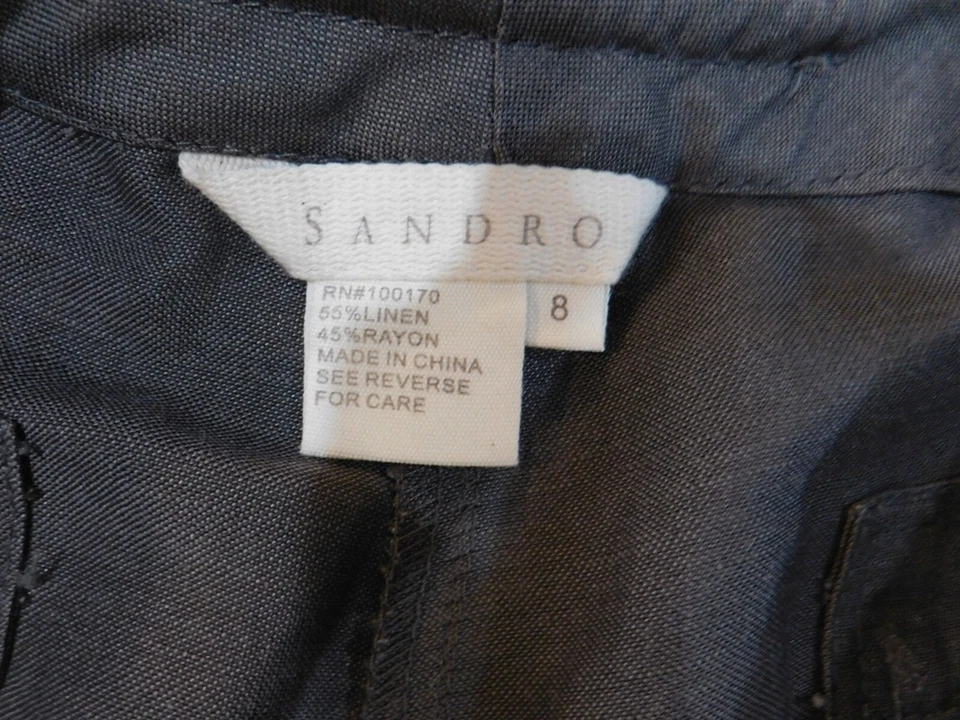 SANDRO
RN#100170
55%LINEN
45%RAYON
MADE IN CHINA
SEE REVERSE
FOR CARE
8